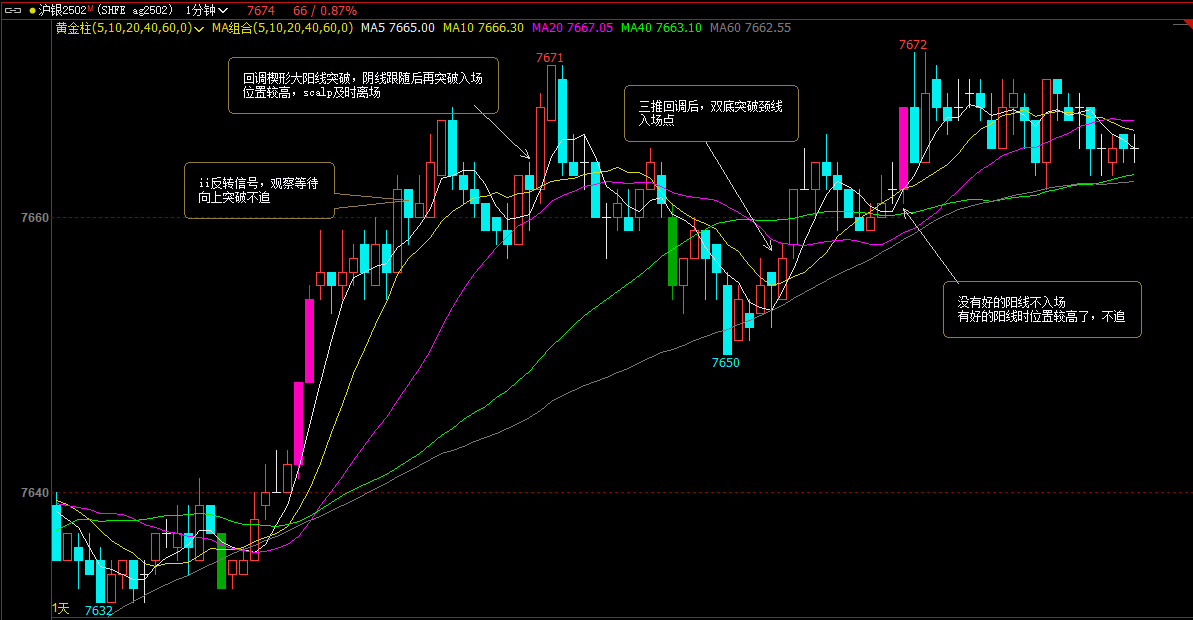 沪银2502M (SHFE ag2502) 1分钟 7674 66 / 0.87%
黄金柱(5,10,20,40,60,0) MA组合(5,10,20,40,60,0) MA5 7665.00 MA10 7666.30 MA20 7667.05 MA40 7663.10 MA60 7662.55
7672
7671
回调楔形大阳线突破，阴线跟随后再突破入场
位置较高，scalp及时离场
三推回调后，双底突破颈线
入场点
ii反转信号，观察等待
向上突破不追
7660
没有好的阳线不入场
有好的阳线时位置较高了，不追
7650
7640
1天
7632